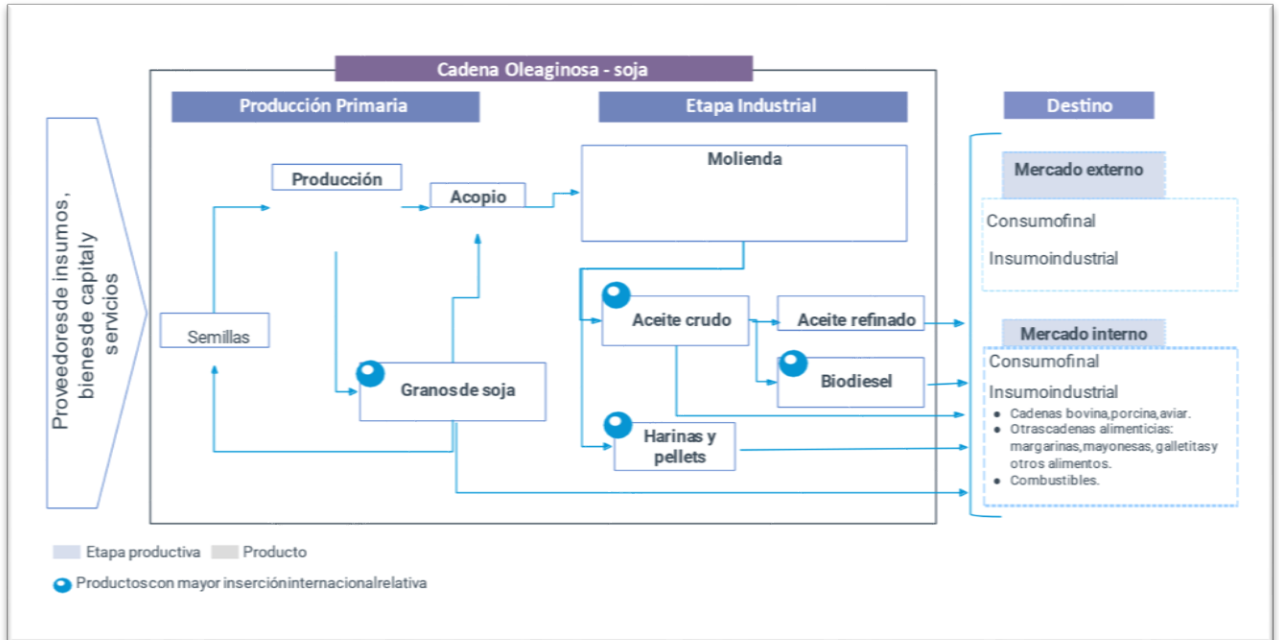 Cadena Oleaginosa - soja
Producción Primaria
Etapa Industrial
Destino
Proveedoresde insumos,
bienesde capitaly
servicios
Producción
Acopio
Semillas
Granosde soja
Molienda
Aceite crudo
Aceite refinado
Biodiesel
Harinas y
pellets
Mercado externo
Consumofinal
Insumoindustrial
Mercado interno
Consumofinal
Insumoindustrial
● Cadenas bovina,porcina,aviar.
● Otrascadenas alimenticias:
margarinas,mayonesas, galletitasy
otros alimentos.
● Combustibles.
Etapa productiva
Producto
Productoscon mayor insercióninternacionalrelativa